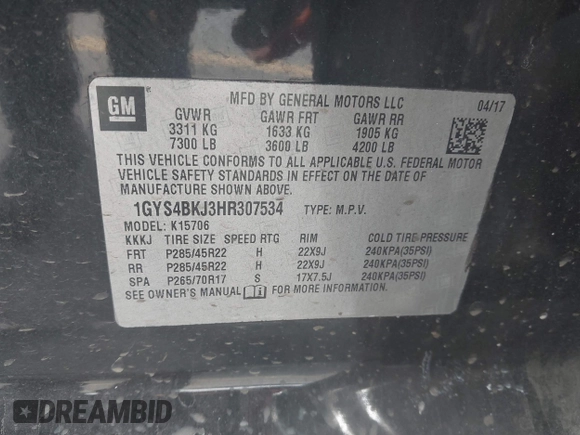 GM
MFD BY GENERAL MOTORS LLC 04/17
GVWR GAWR FRT GAWR RR
3311 KG 1633 KG 1905 KG
7300 LB 3600 LB 4200 LB
THIS VEHICLE CONFORMS TO ALL APPLICABLE U.S. FEDERAL MOTOR
VEHICLE SAFETY STANDARDS IN EFFECT ON THE DATE OF
MANUFACTURE SHOWN ABOVE.
1GYS4BKJ3HR307534 TYPE: M.P.V.
MODEL: K15706
KKKJ TIRE SIZE SPEED RTG RIM COLD TIRE PRESSURE
FRT P285/45R22 H 22X9J 240KPA(35PSI)
RR P285/45R22 H 22X9J 240KPA(35PSI)
SPA P265/70R17 S 17X7.5J 240KPA(35PSI)
SEE OWNER'S MANUAL FOR MORE INFORMATION.
DREAMBID